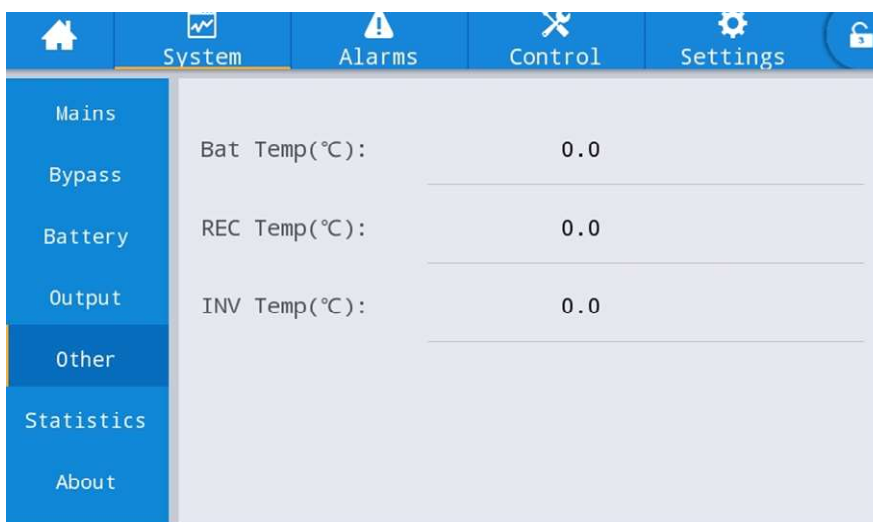 System
Alarms
Control
Settings
3
Mains
Bypass
Battery
Output
Other
Statistics
About
Bat Temp(℃): 0.0
REC Temp(℃): 0.0
INV Temp(℃): 0.0